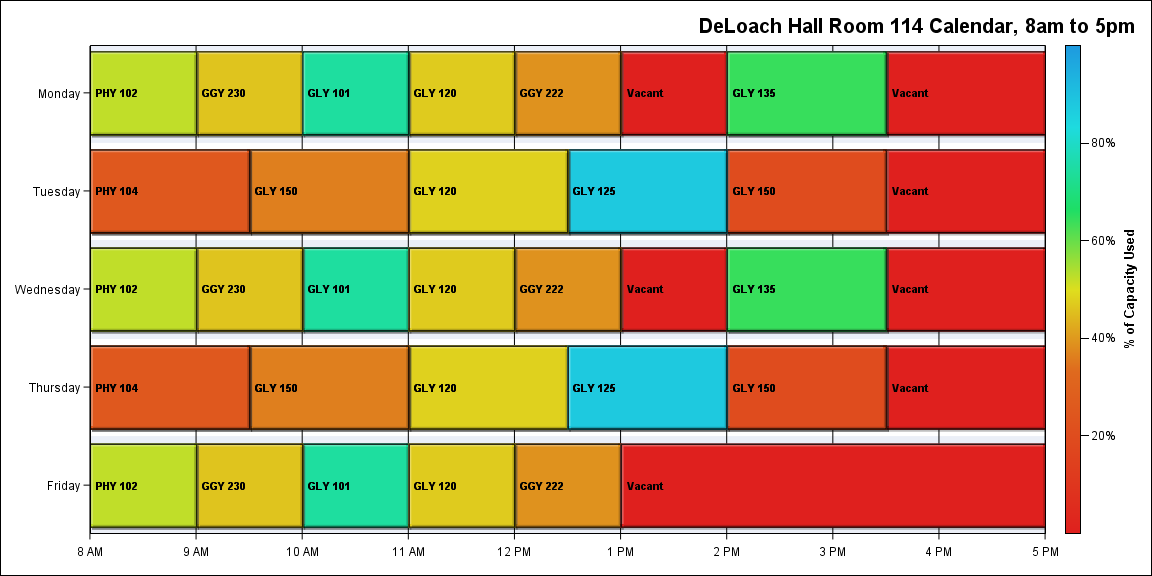 DeLoach Hall Room 114 Calendar, 8am to 5pm
Monday
PHY 102 GGY 230 GLY 101 GLY 120 GGY 222 Vacant GLY 135 Vacant
Tuesday
PHY 104 GLY 150 GLY 120 GLY 125 GLY 150 Vacant
Wednesday
PHY 102 GGY 230 GLY 101 GLY 120 GGY 222 Vacant GLY 135 Vacant
Thursday
PHY 104 GLY 150 GLY 120 GLY 125 GLY 150 Vacant
Friday
PHY 102 GGY 230 GLY 101 GLY 120 GGY 222 Vacant
8 AM 9 AM 10 AM 11 AM 12 PM 1 PM 2 PM 3 PM 4 PM 5 PM
80%
60%
40%
20%
% of Capacity Used